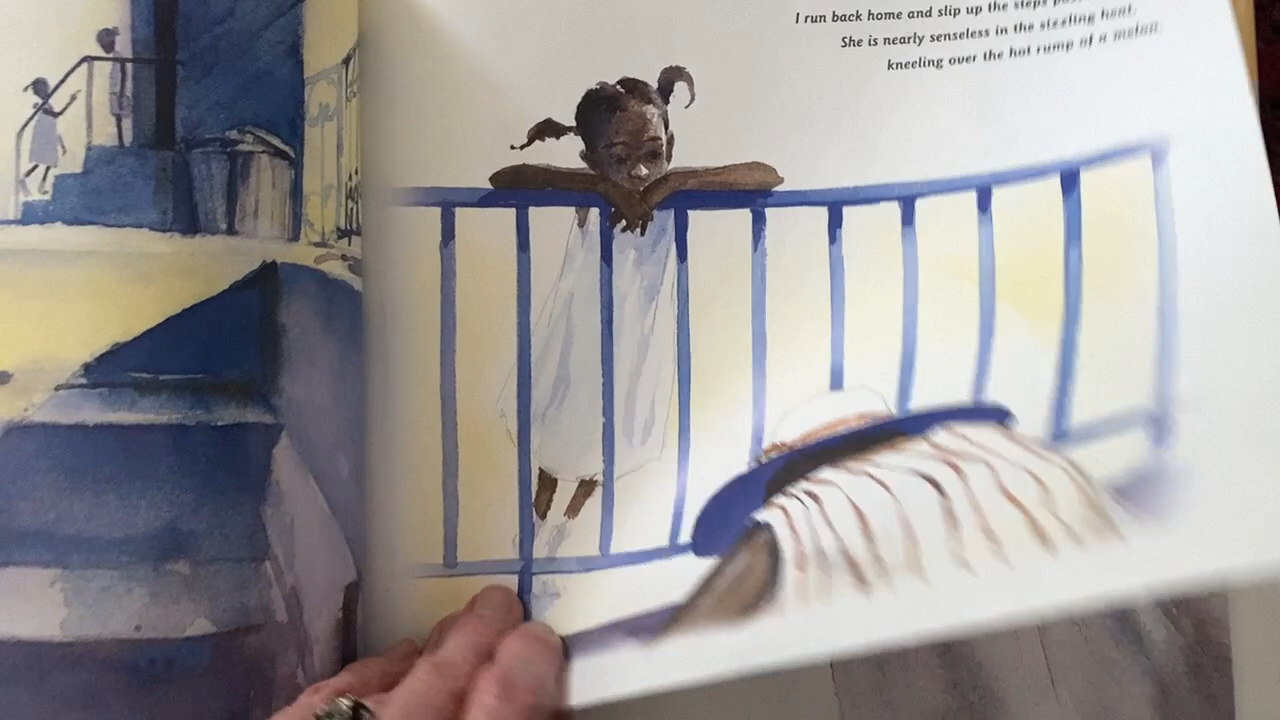 I run back home and slip up the steps past
She is nearly senseless in the sizzling heat,
kneeling over the hot rump of a melon.